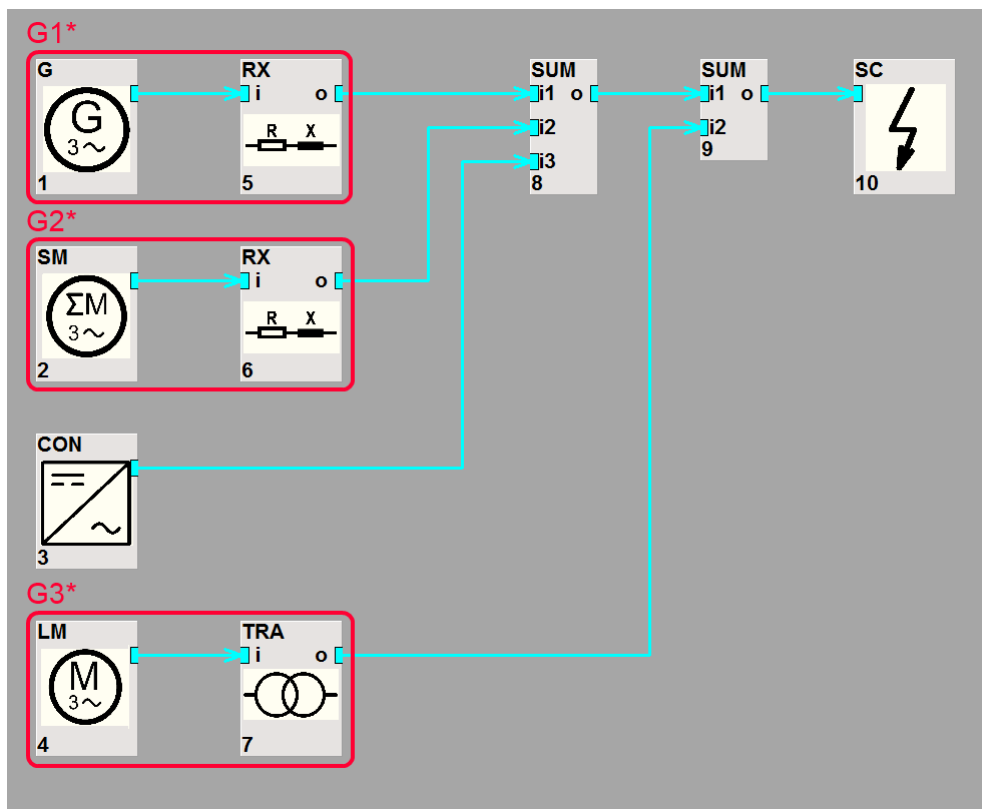 G1*
G RX SUM SUM SC
i o i1 o i1 o
G 3~ R X i2 i2
i3 9
1 5 8 10
G2*
SM RX
i o
ΣM 3~ R X
2 6
CON
3
G3*
LM TRA
i o
M 3~
4 7